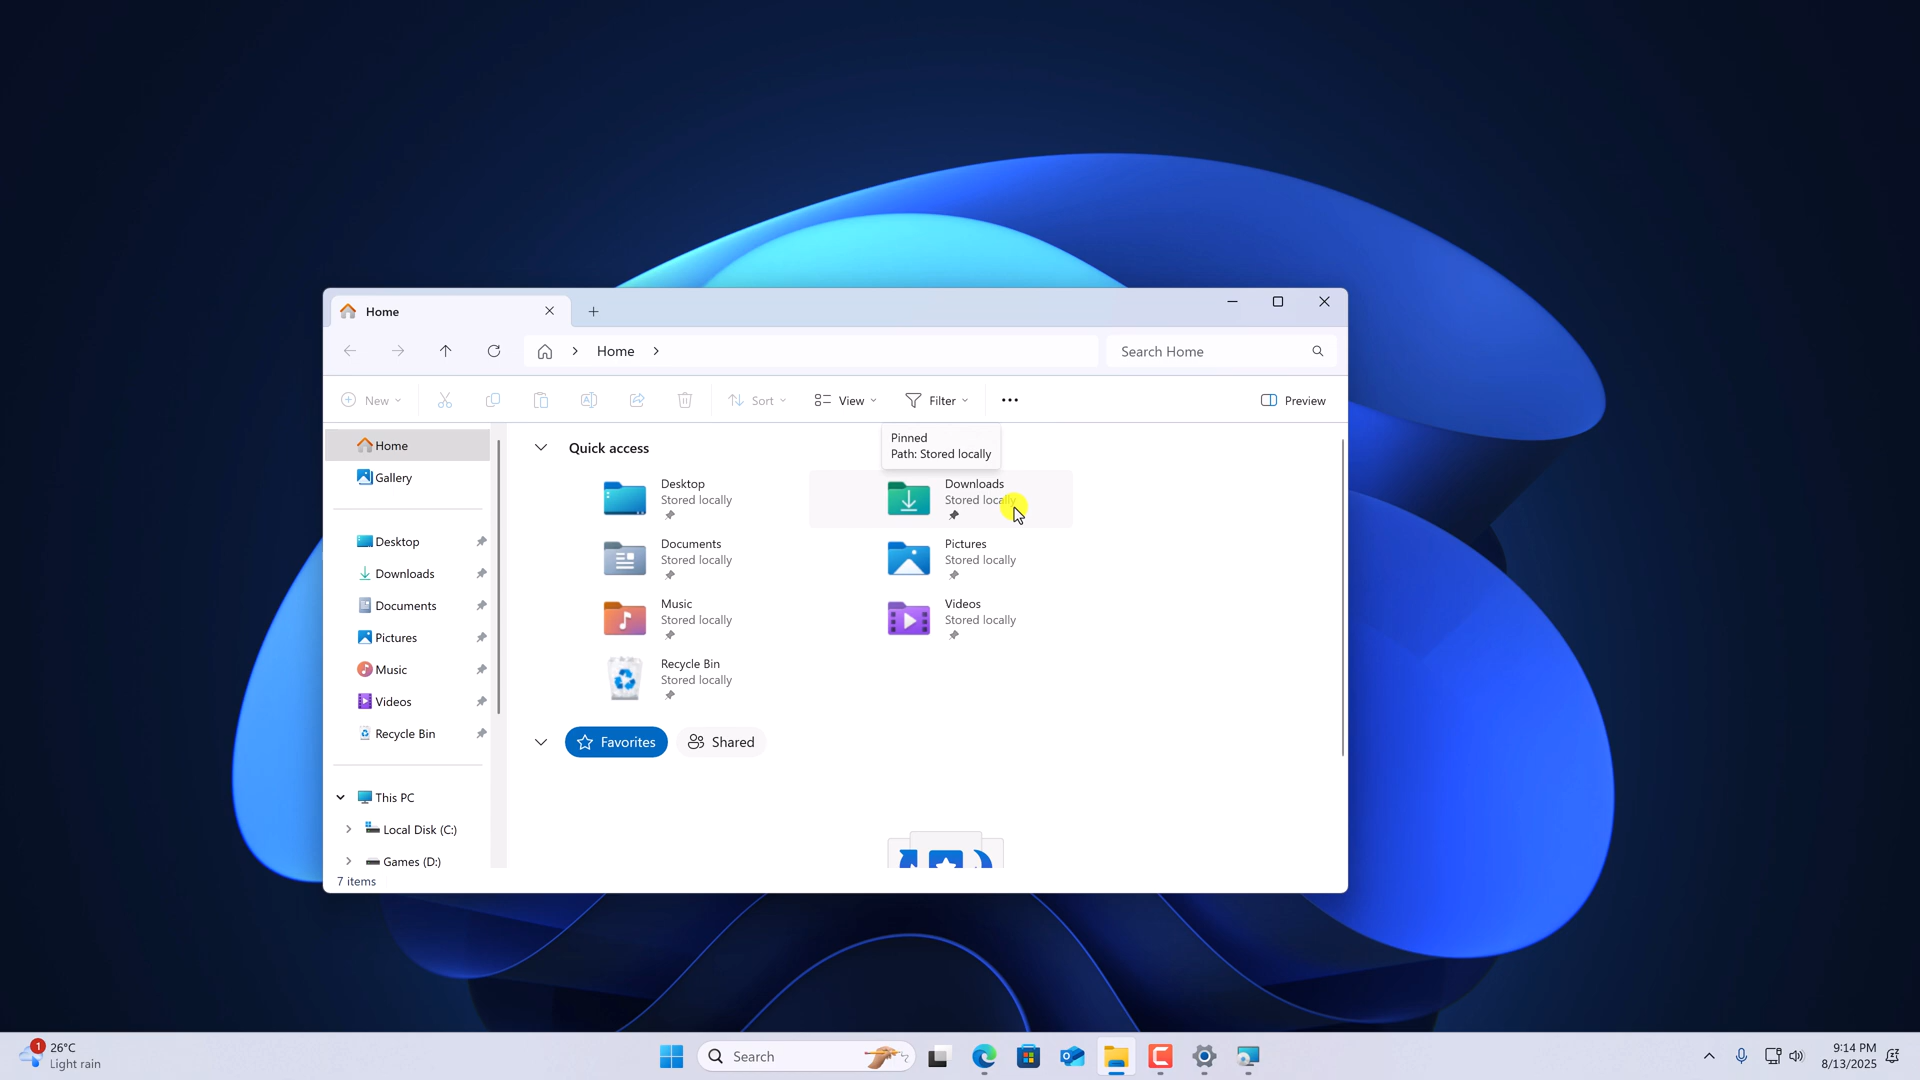 Home
Home
Search Home
New
Sort
View
Filter
Preview
Home
Gallery
Desktop
Downloads
Documents
Pictures
Music
Videos
Recycle Bin
This PC
Local Disk (C:)
Games (D:)
7 items
Quick access
Pinned
Path: Stored locally
Desktop
Stored locally
Downloads
Stored locally
Documents
Stored locally
Pictures
Stored locally
Music
Stored locally
Videos
Stored locally
Recycle Bin
Stored locally
Favorites
Shared
1
26°C
Light rain
Search
9:14 PM
8/13/2025